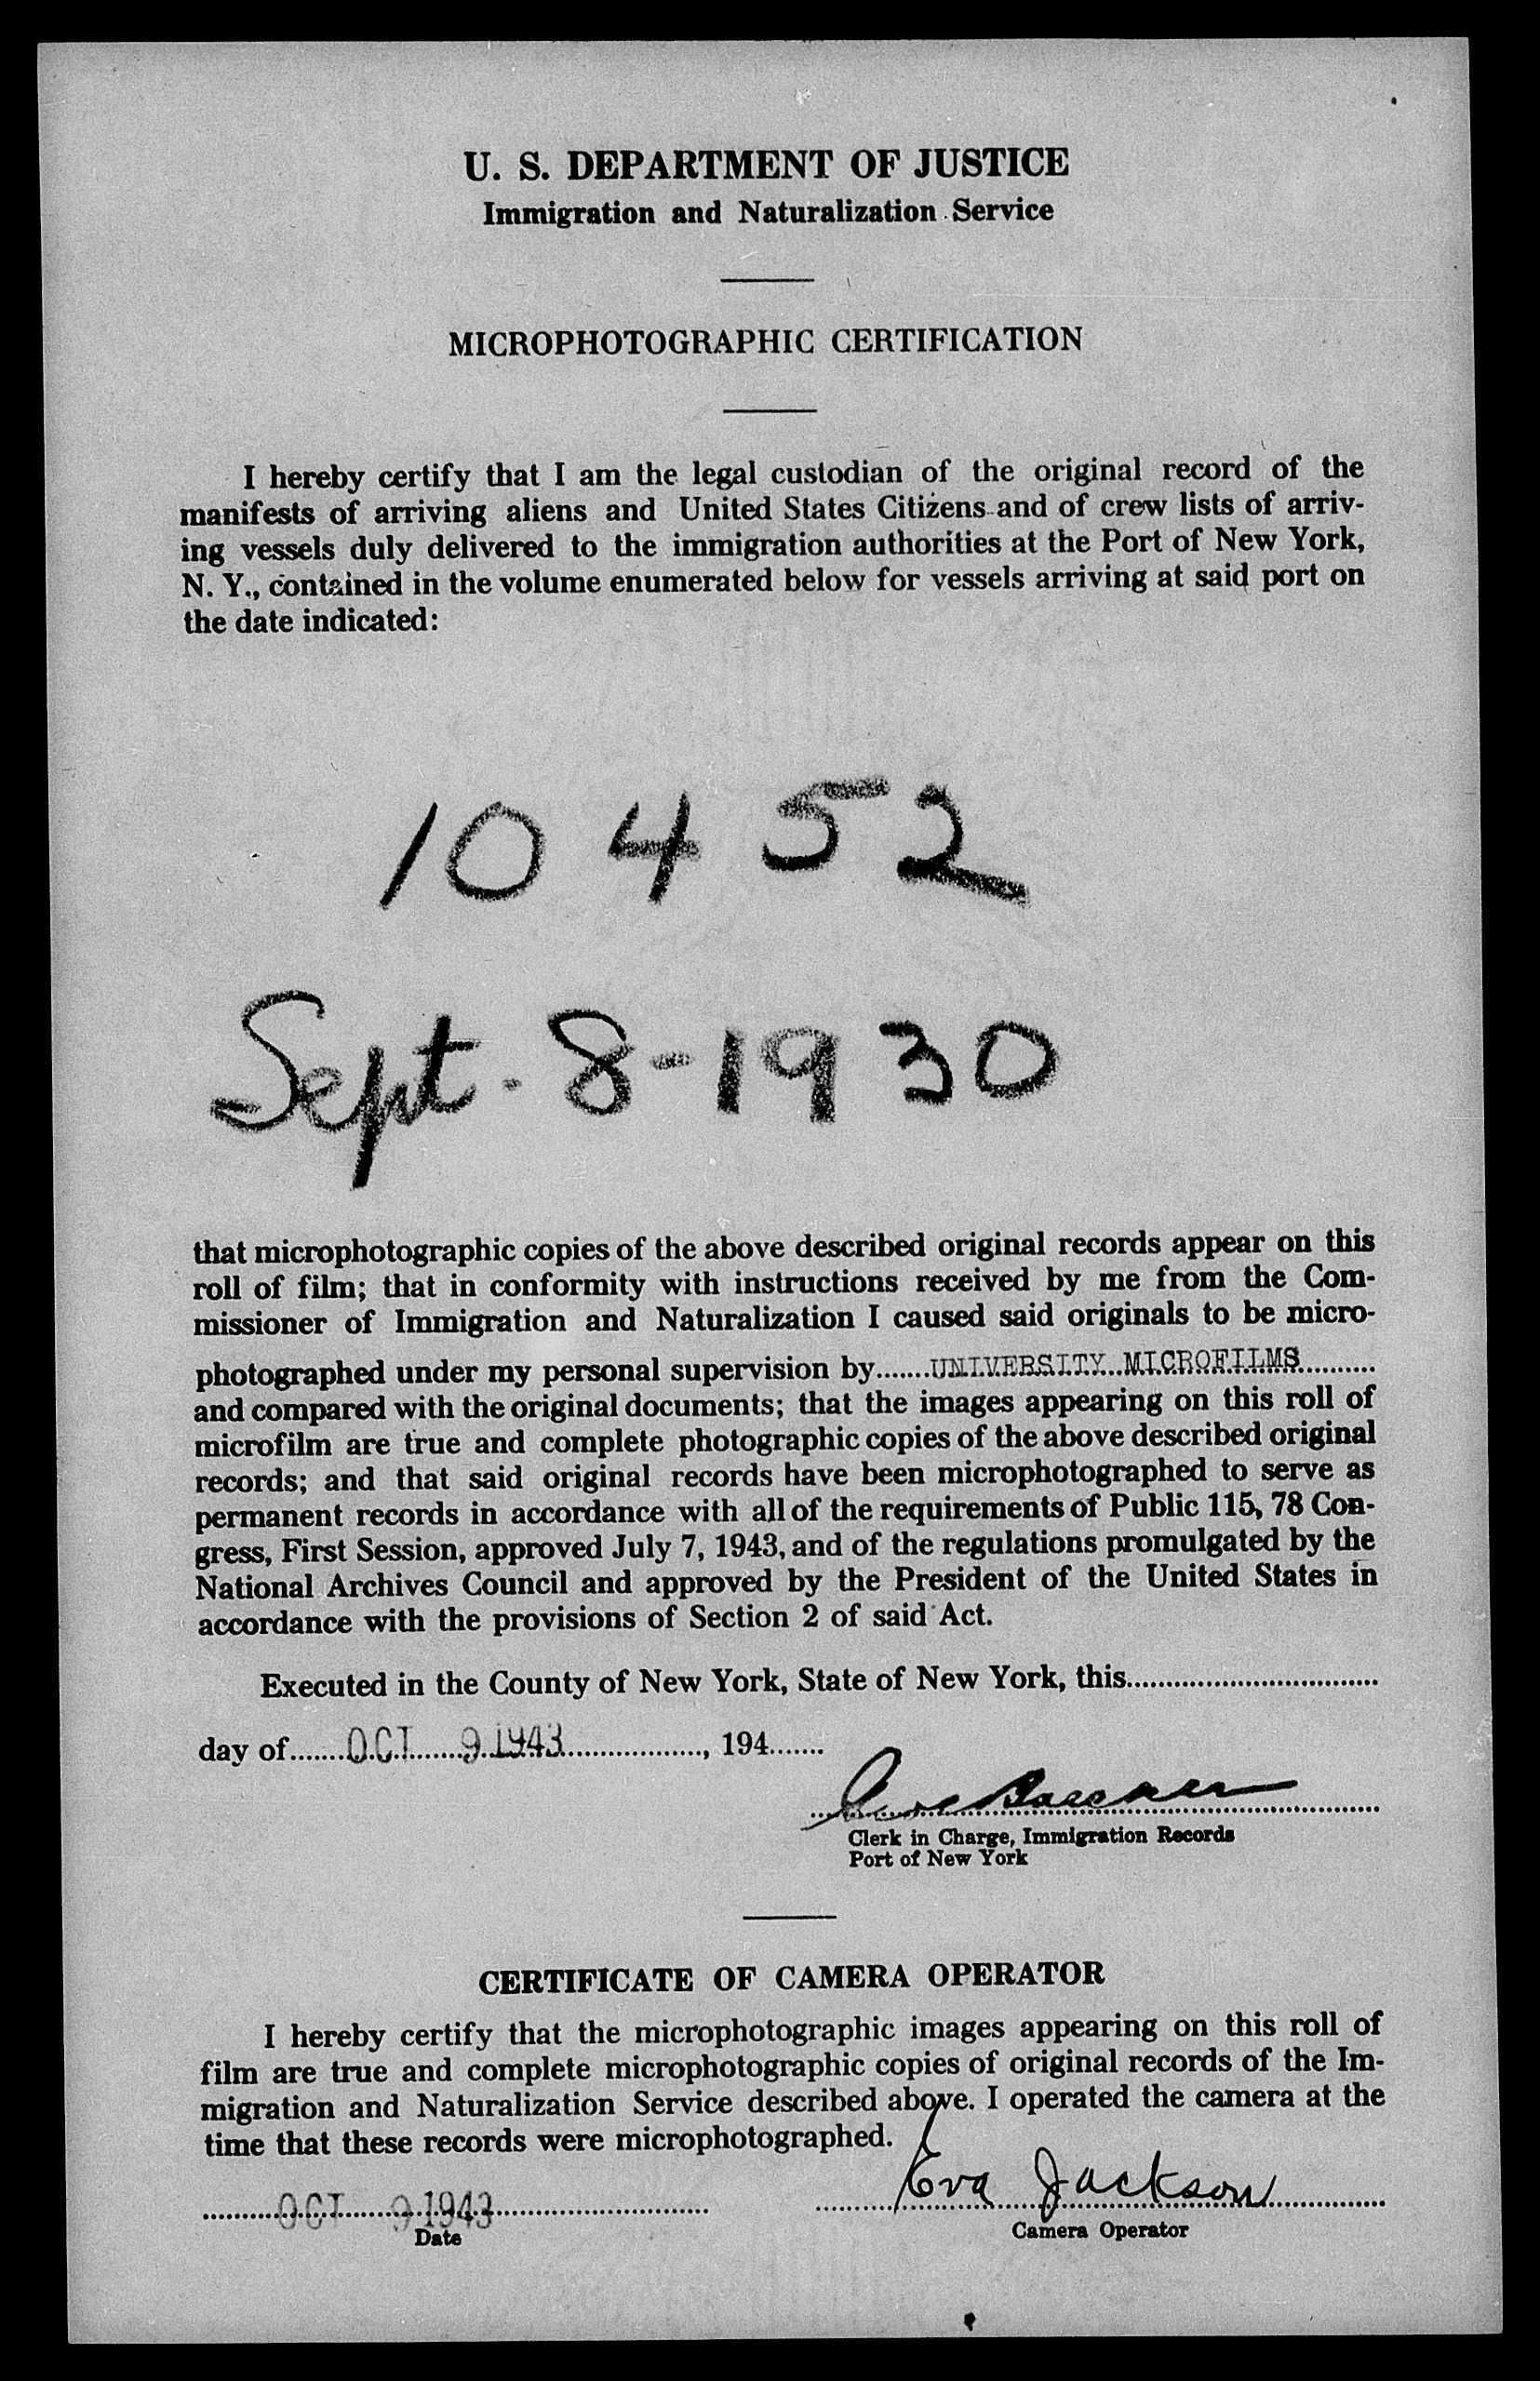 U. S. DEPARTMENT OF JUSTICE
Immigration and Naturalization Service
MICROPHOTOGRAPHIC CERTIFICATION
I hereby certify that I am the legal custodian of the original record of the
manifests of arriving aliens and United States Citizens and of crew lists of arriv-
ing vessels duly delivered to the immigration authorities at the Port of New York,
N. Y., contained in the volume enumerated below for vessels arriving at said port on
the date indicated:
10452
Sept. 8-1930
that microphotographic copies of the above described original records appear on this
roll of film; that in conformity with instructions received by me from the Com-
missioner of Immigration and Naturalization I caused said originals to be micro-
photographed under my personal supervision by UNIVERSITY MICROFILMS
and compared with the original documents; that the images appearing on this roll of
microfilm are true and complete photographic copies of the above described original
records; and that said original records have been microphotographed to serve as
permanent records in accordance with all of the requirements of Public 115, 78 Con-
gress, First Session, approved July 7, 1943, and of the regulations promulgated by the
National Archives Council and approved by the President of the United States in
accordance with the provisions of Section 2 of said Act.
Executed in the County of New York, State of New York, this
day of OCT 9 1943, 194
Clerk in Charge, Immigration Records
Port of New York
CERTIFICATE OF CAMERA OPERATOR
I hereby certify that the microphotographic images appearing on this roll of
film are true and complete microphotographic copies of original records of the Im-
migration and Naturalization Service described above. I operated the camera at the
time that these records were microphotographed.
OCT 9 1943 Eva Jackson
Date Camera Operator